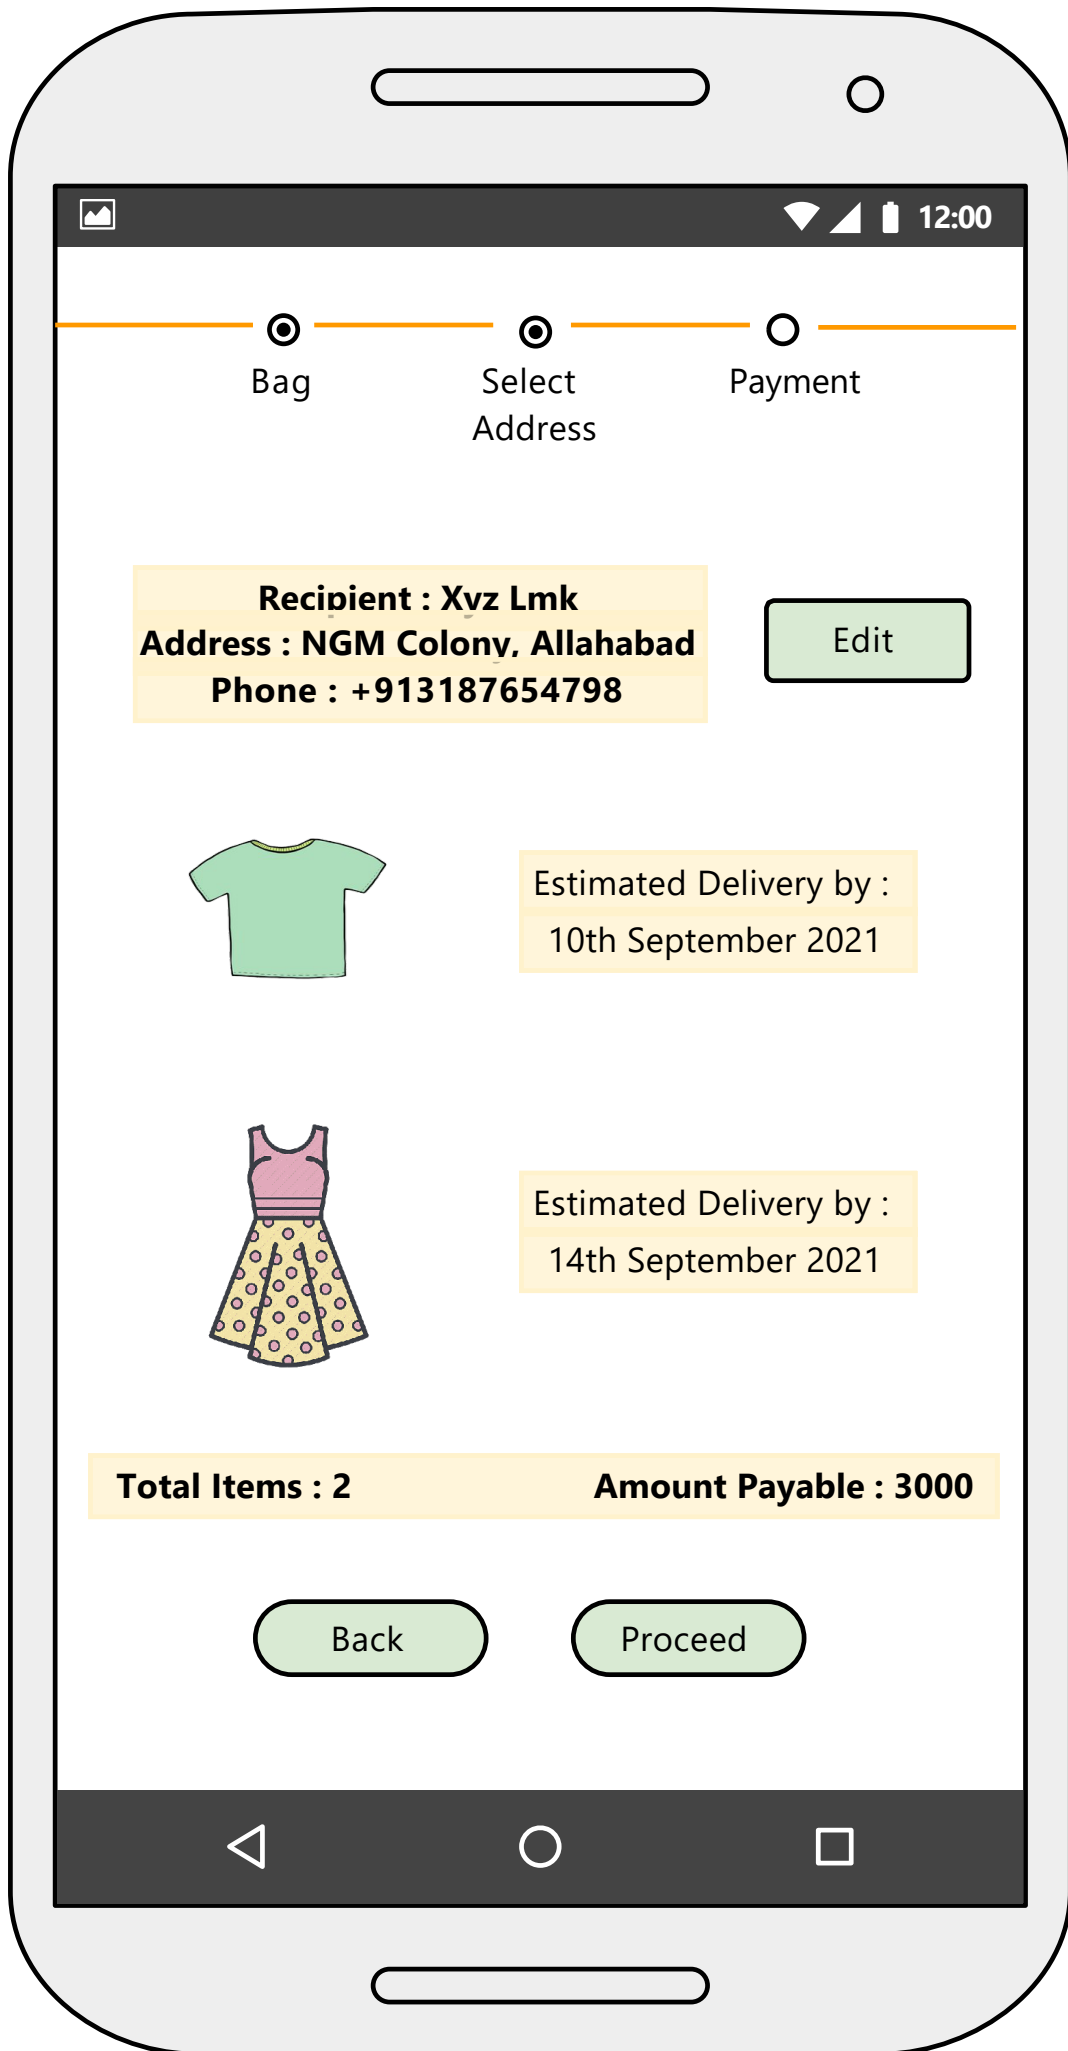 12:00
Bag
Select
Address
Payment
Recipient : Xyz Lmk
Address : NGM Colony, Allahabad
Phone : +913187654798
Edit
Estimated Delivery by :
10th September 2021
Estimated Delivery by :
14th September 2021
Total Items : 2
Amount Payable : 3000
Back
Proceed